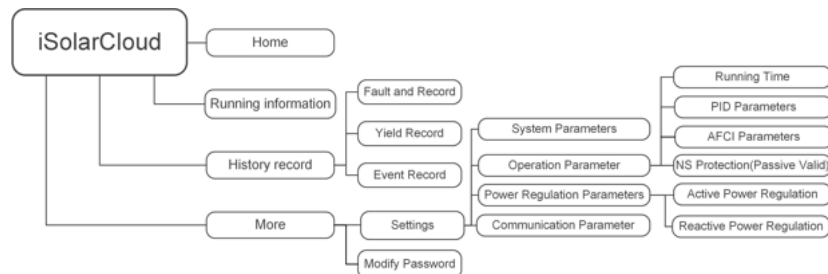 iSolarCloud
Home
Running information
History record
Fault and Record
Yield Record
Event Record
More
Settings
Modify Password
System Parameters
Operation Parameter
Power Regulation Parameters
Communication Parameter
Running Time
PID Parameters
AFCI Parameters
NS Protection(Passive Valid)
Active Power Regulation
Reactive Power Regulation